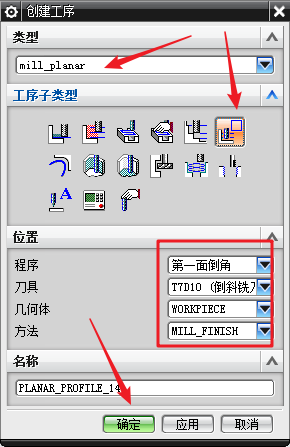 创建工序
类型
mill_planar
工序子类型
A
位置
程序 第一面倒角
刀具 T7D10 (倒斜铣刀
几何体 WORKPIECE
方法 MILL_FINISH
名称
PLANAR_PROFILE_14
确定 应用 取消